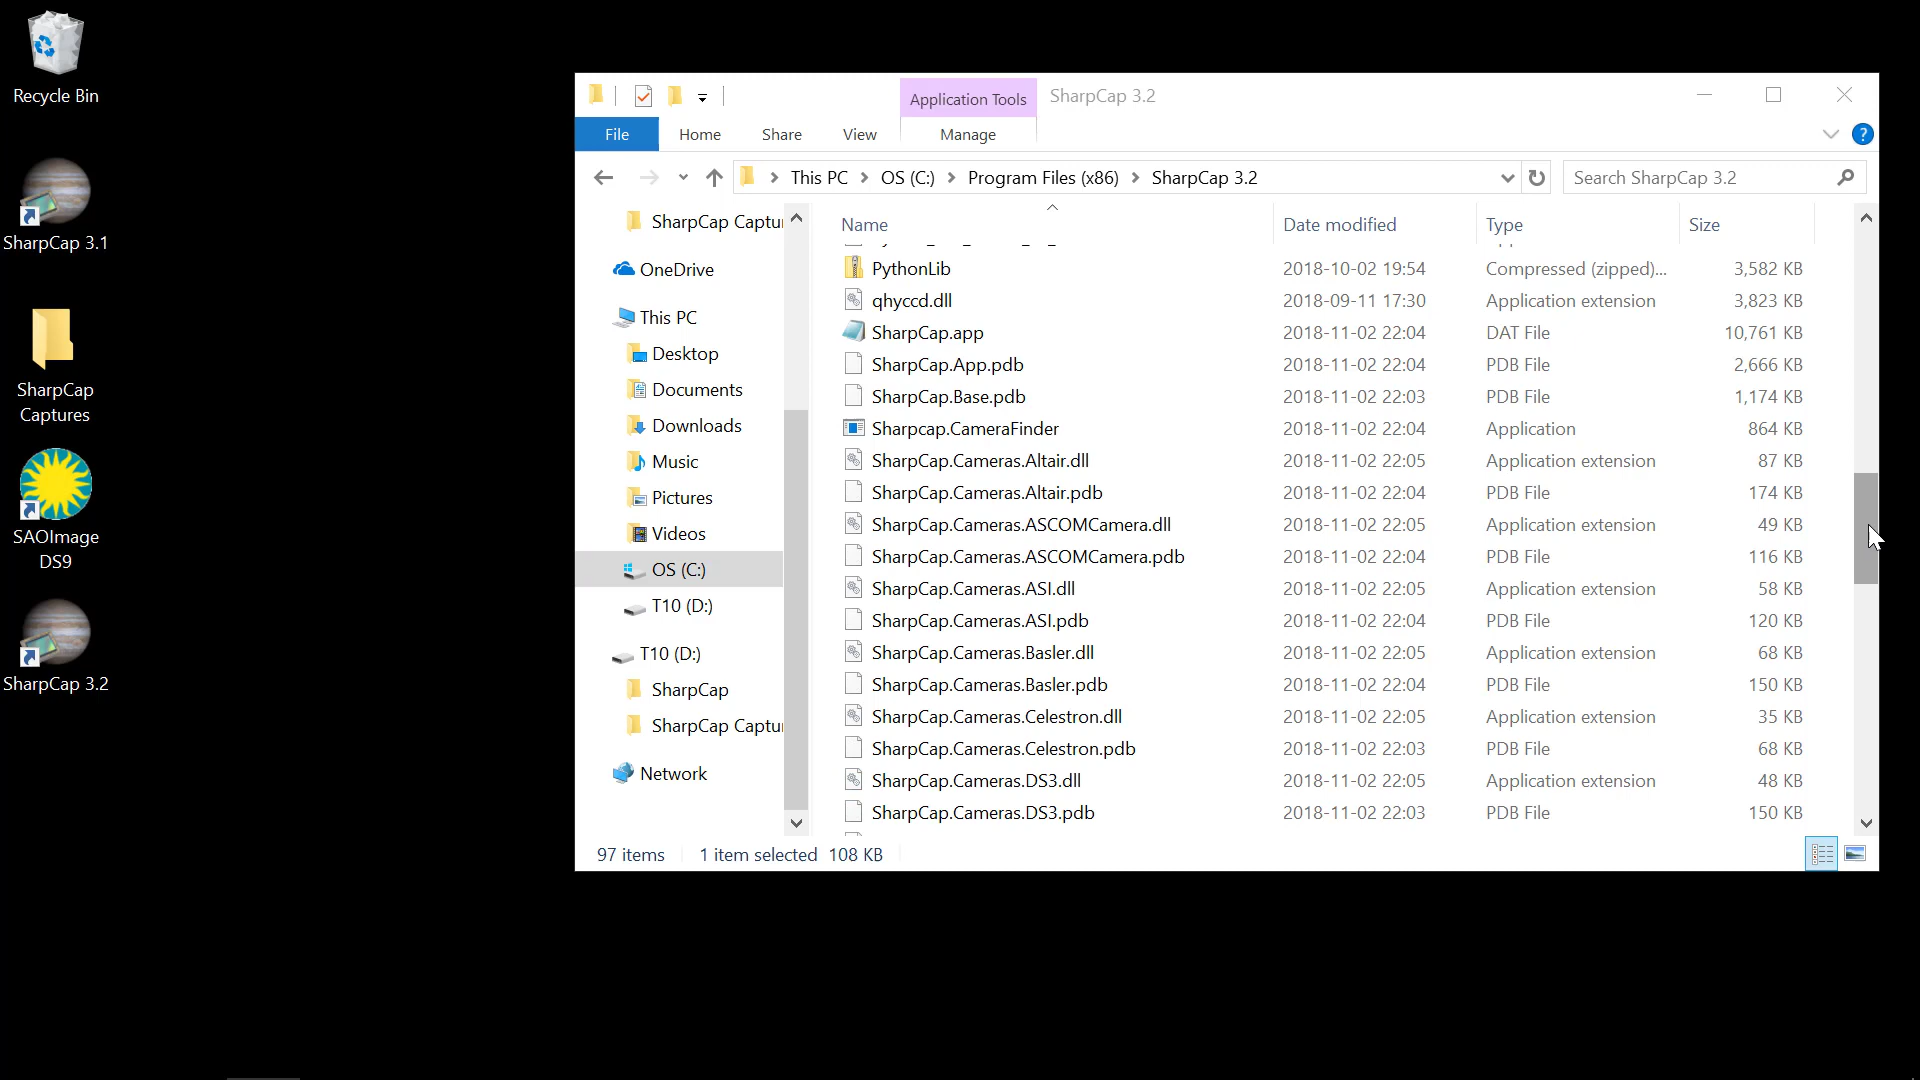 Recycle Bin
SharpCap 3.1
SharpCap
Captures
SAOImage
DS9
SharpCap 3.2
Application Tools
SharpCap 3.2
File
Home
Share
View
Manage
?
This PC > OS (C:) > Program Files (x86) > SharpCap 3.2
Search SharpCap 3.2
SharpCap Captu
OneDrive
This PC
Desktop
Documents
Downloads
Music
Pictures
Videos
OS (C:)
T10 (D:)
T10 (D:)
SharpCap
SharpCap Captu
Network
Name Date modified Type Size
PythonLib 2018-10-02 19:54 Compressed (zipped)... 3,582 KB
qhyccd.dll 2018-09-11 17:30 Application extension 3,823 KB
SharpCap.app 2018-11-02 22:04 DAT File 10,761 KB
SharpCap.App.pdb 2018-11-02 22:04 PDB File 2,666 KB
SharpCap.Base.pdb 2018-11-02 22:03 PDB File 1,174 KB
Sharpcap.CameraFinder 2018-11-02 22:04 Application 864 KB
SharpCap.Cameras.Altair.dll 2018-11-02 22:05 Application extension 87 KB
SharpCap.Cameras.Altair.pdb 2018-11-02 22:04 PDB File 174 KB
SharpCap.Cameras.ASCOMCamera.dll 2018-11-02 22:05 Application extension 49 KB
SharpCap.Cameras.ASCOMCamera.pdb 2018-11-02 22:04 PDB File 116 KB
SharpCap.Cameras.ASI.dll 2018-11-02 22:05 Application extension 58 KB
SharpCap.Cameras.ASI.pdb 2018-11-02 22:04 PDB File 120 KB
SharpCap.Cameras.Basler.dll 2018-11-02 22:05 Application extension 68 KB
SharpCap.Cameras.Basler.pdb 2018-11-02 22:04 PDB File 150 KB
SharpCap.Cameras.Celestron.dll 2018-11-02 22:05 Application extension 35 KB
SharpCap.Cameras.Celestron.pdb 2018-11-02 22:03 PDB File 68 KB
SharpCap.Cameras.DS3.dll 2018-11-02 22:05 Application extension 48 KB
SharpCap.Cameras.DS3.pdb 2018-11-02 22:03 PDB File 150 KB
97 items 1 item selected 108 KB